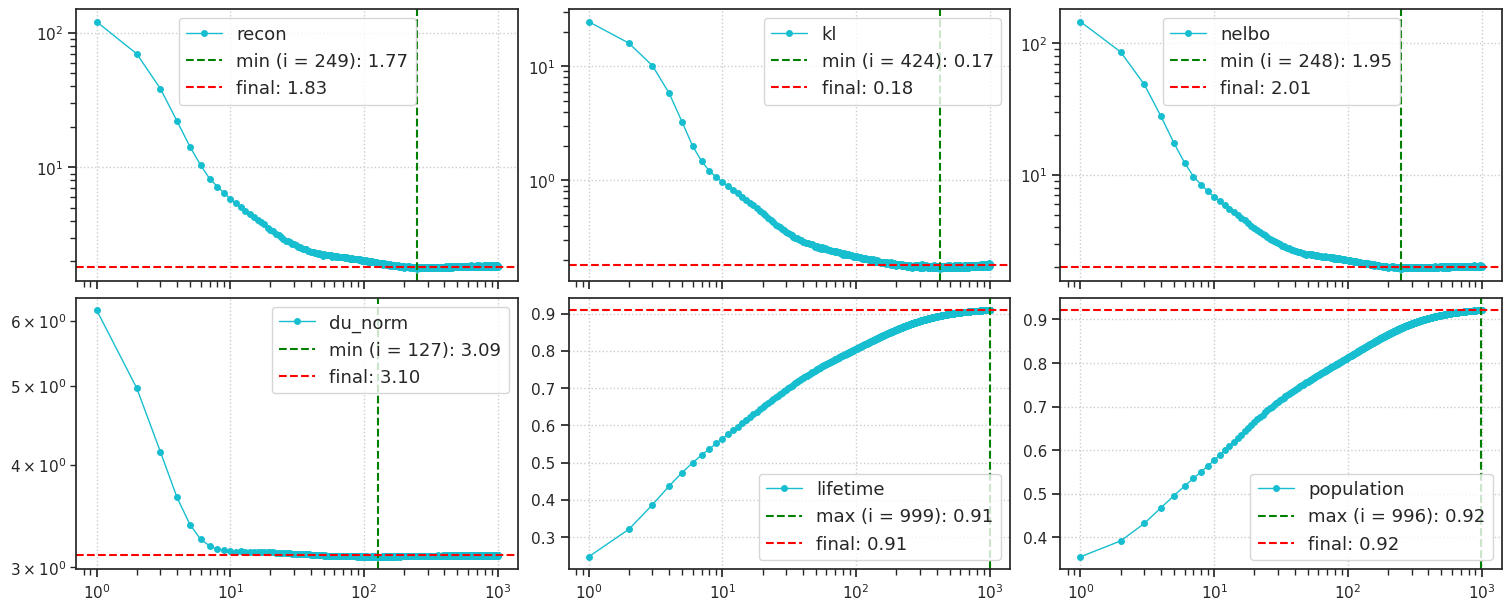 10²
10¹
recon
min (i = 249): 1.77
final: 1.83
10¹
10⁰
kl
min (i = 424): 0.17
final: 0.18
10²
10¹
nelbo
min (i = 248): 1.95
final: 2.01
6 × 10⁰
5 × 10⁰
4 × 10⁰
3 × 10⁰
du_norm
min (i = 127): 3.09
final: 3.10
10⁰ 10¹ 10² 10³
0.9
0.8
0.7
0.6
0.5
0.4
0.3
lifetime
max (i = 999): 0.91
final: 0.91
10⁰ 10¹ 10² 10³
0.9
0.8
0.7
0.6
0.5
0.4
population
max (i = 996): 0.92
final: 0.92
10⁰ 10¹ 10² 10³